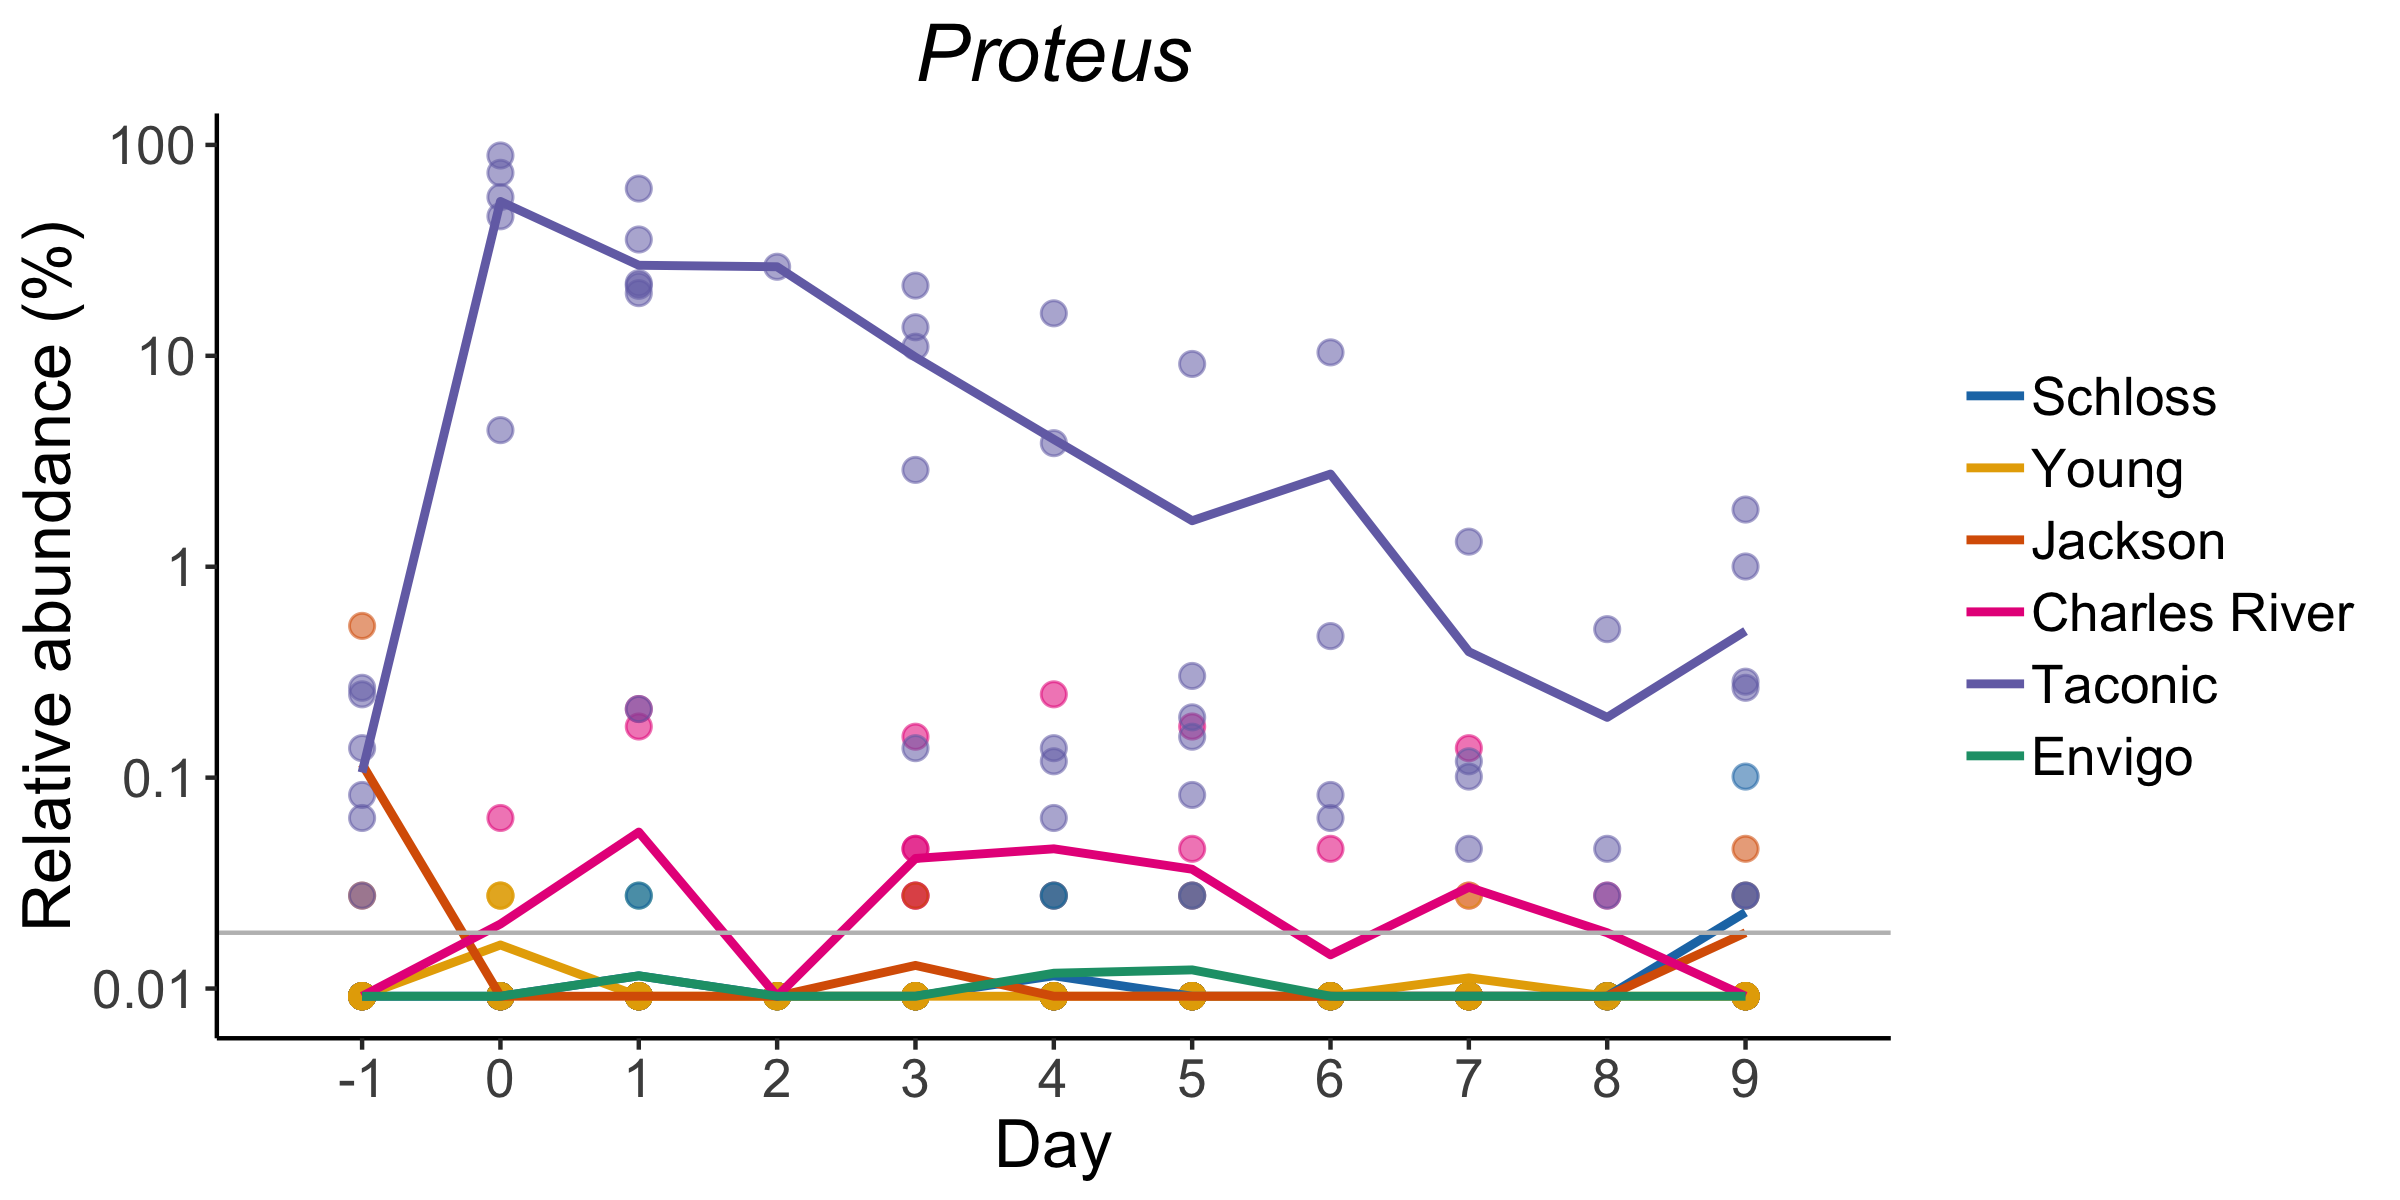 Proteus
Relative abundance (%)
100
10
1
0.1
0.01
-1 0 1 2 3 4 5 6 7 8 9
Day
Schloss
Young
Jackson
Charles River
Taconic
Envigo